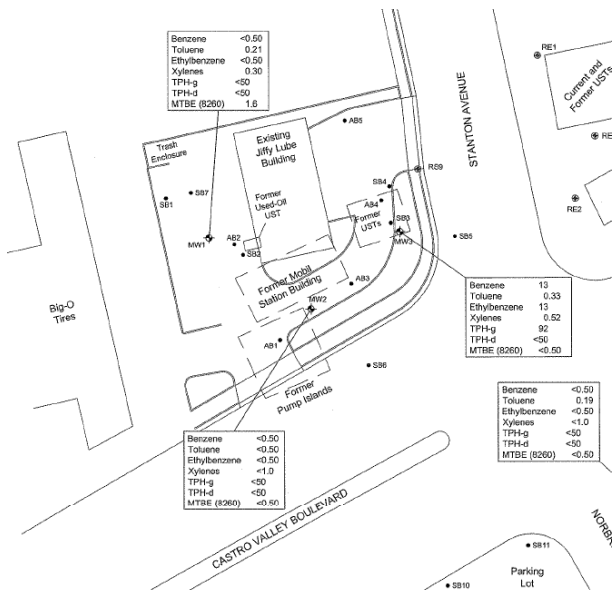 Benzene <0.50
Toluene 0.21
Ethylbenzene <0.50
Xylenes 0.30
TPH-g <50
TPH-d <50
MTBE (8260) 1.6
RE1
Current and
Former USTs
STANTON AVENUE
AB5
Trash
Enclosure
Existing
Jiffy Lube
Building
RE
RS9
SB7
SB1
Former
Used-Oil
UST
SB4
AB4
Former
USTs
SB3
RE2
MW1
AB2
SB2
MW3
SB5
Former Mobil
Station Building
AB3
MW2
Big-O
Tires
Benzene 13
Toluene 0.33
Ethylbenzene 13
Xylenes 0.52
TPH-g 92
TPH-d <50
MTBE (8260) <0.50
AB1
SB6
Former
Pump Islands
Benzene <0.50
Toluene 0.19
Ethylbenzene <0.50
Xylenes <1.0
TPH-g <50
TPH-d <50
MTBE (8260) <0.50
Benzene <0.50
Toluene <0.50
Ethylbenzene <0.50
Xylenes <1.0
TPH-g <50
TPH-d <50
MTBE (8260) <0.50
CASTRO VALLEY BOULEVARD
NORBR
SB11
Parking
Lot
SB10